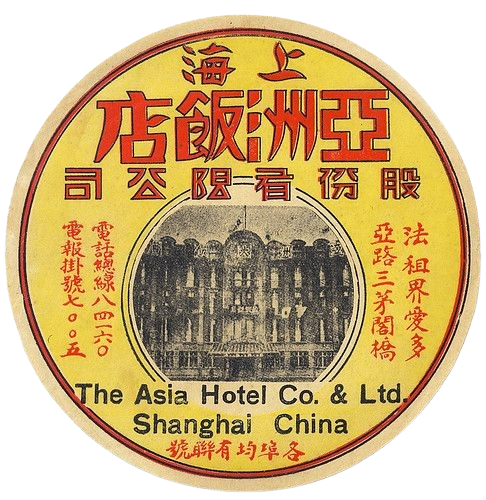 上海
亞洲飯店
股份有限公司
法租界愛多
亞路三茅閣橋
電話總線八四一六〇
電報掛號七〇〇五
The Asia Hotel Co. & Ltd.
Shanghai China
各埠均有聯號